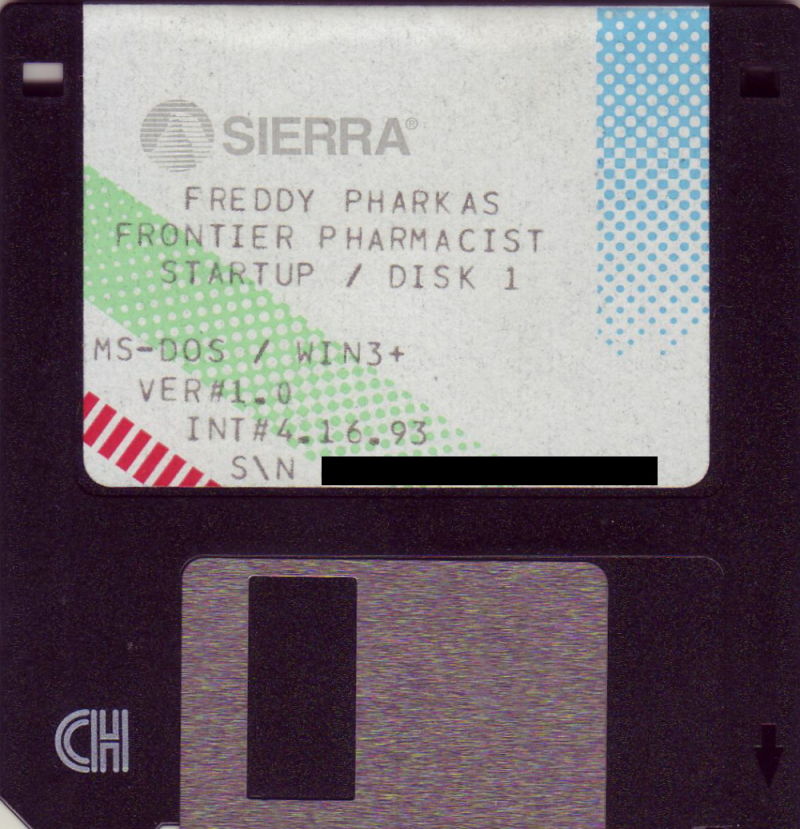 SIERRA®
FREDDY PHARKAS
FRONTIER PHARMACIST
STARTUP / DISK 1
MS-DOS / WIN3+
VER#1.0
INT#4.16.93
S\N
CH